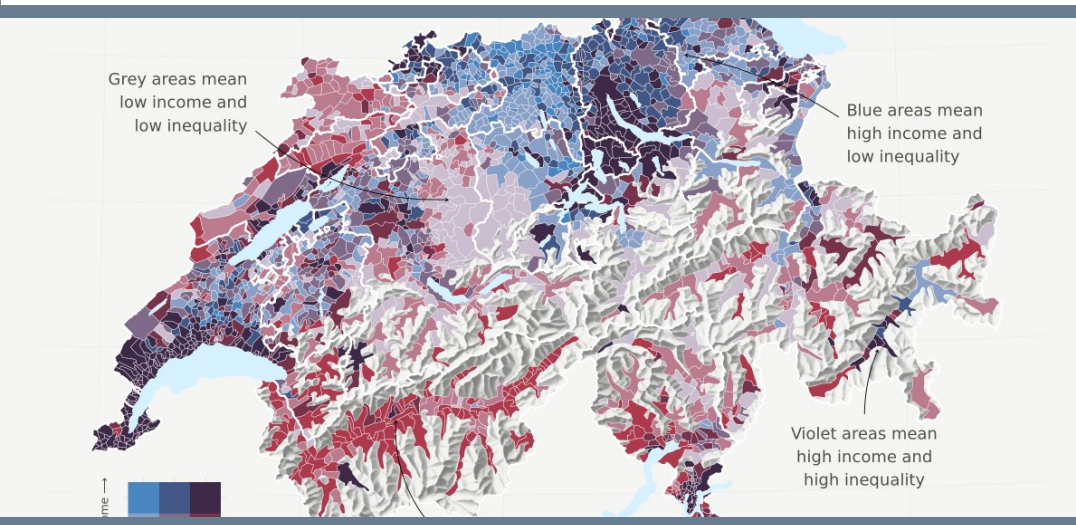 Grey areas mean
low income and
low inequality
Blue areas mean
high income and
low inequality
Violet areas mean
high income and
high inequality